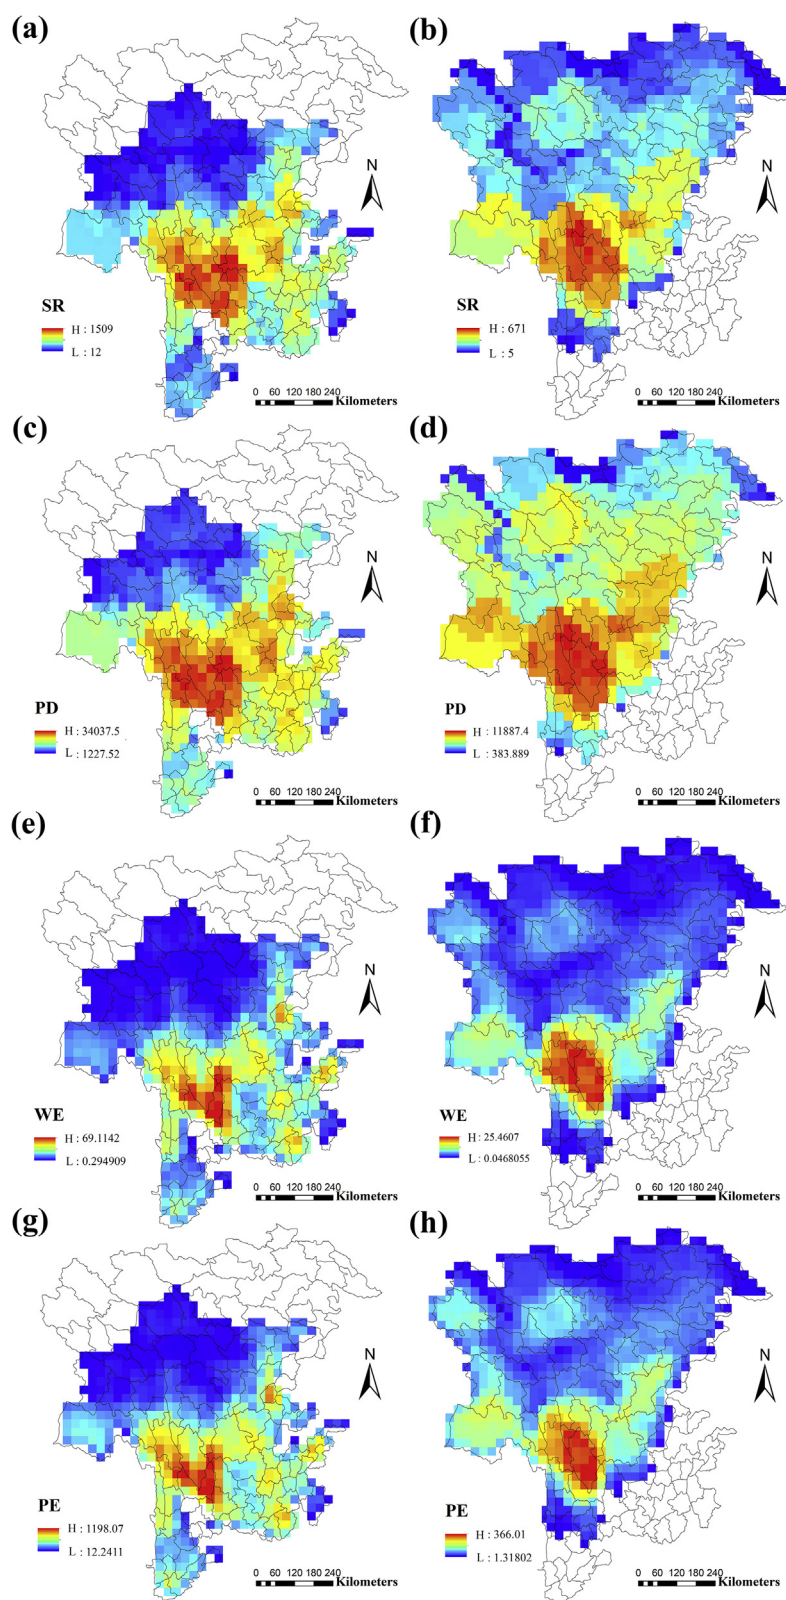 (a)
N
SR
H : 1509
L : 12
0 60 120 180 240
Kilometers
(b)
N
SR
H : 671
L : 5
0 60 120 180 240
Kilometers
(c)
N
PD
H : 34037.5
L : 1227.52
0 60 120 180 240
Kilometers
(d)
N
PD
H : 11887.4
L : 383.889
0 60 120 180 240
Kilometers
(e)
N
WE
H : 69.1142
L : 0.294909
0 60 120 180 240
Kilometers
(f)
N
WE
H : 25.4607
L : 0.0468055
0 60 120 180 240
Kilometers
(g)
N
PE
H : 1198.07
L : 12.2411
0 60 120 180 240
Kilometers
(h)
N
PE
H : 366.01
L : 1.31802
0 60 120 180 240
Kilometers